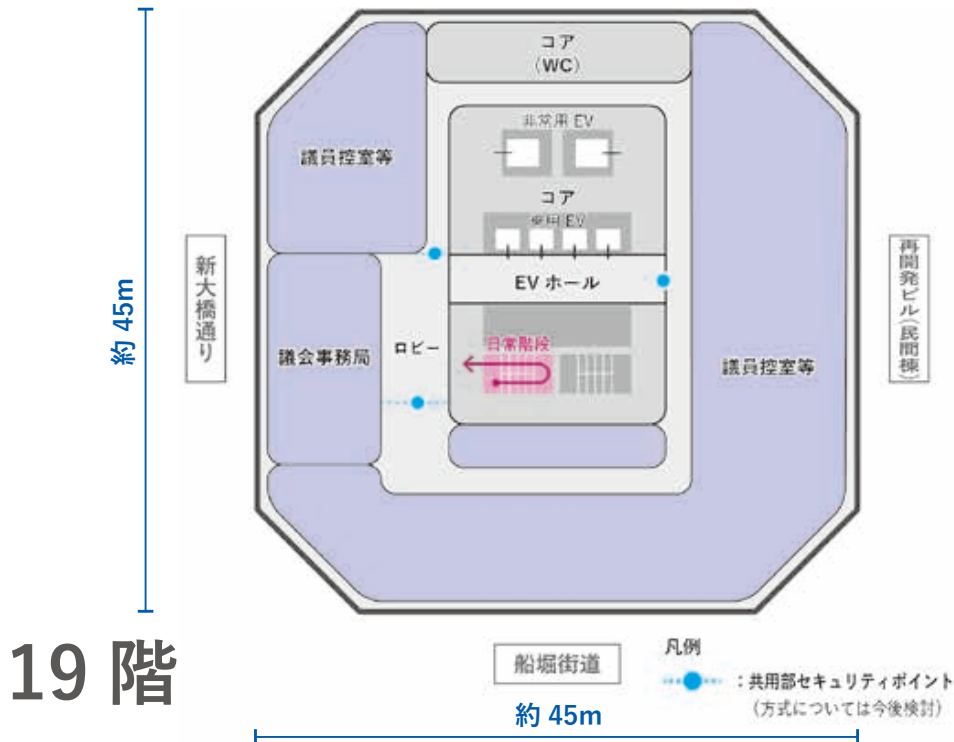 コア
(WC)
非常用 EV
議員控室等
コア
乗用 EV
新大橋通り
約 45m
EV ホール
再開発ビル(民間棟)
議会事務局
ロビー
日常階段
議員控室等
19 階
船堀街道
凡例
:共用部セキュリティポイント
(方式については今後検討)
約 45m